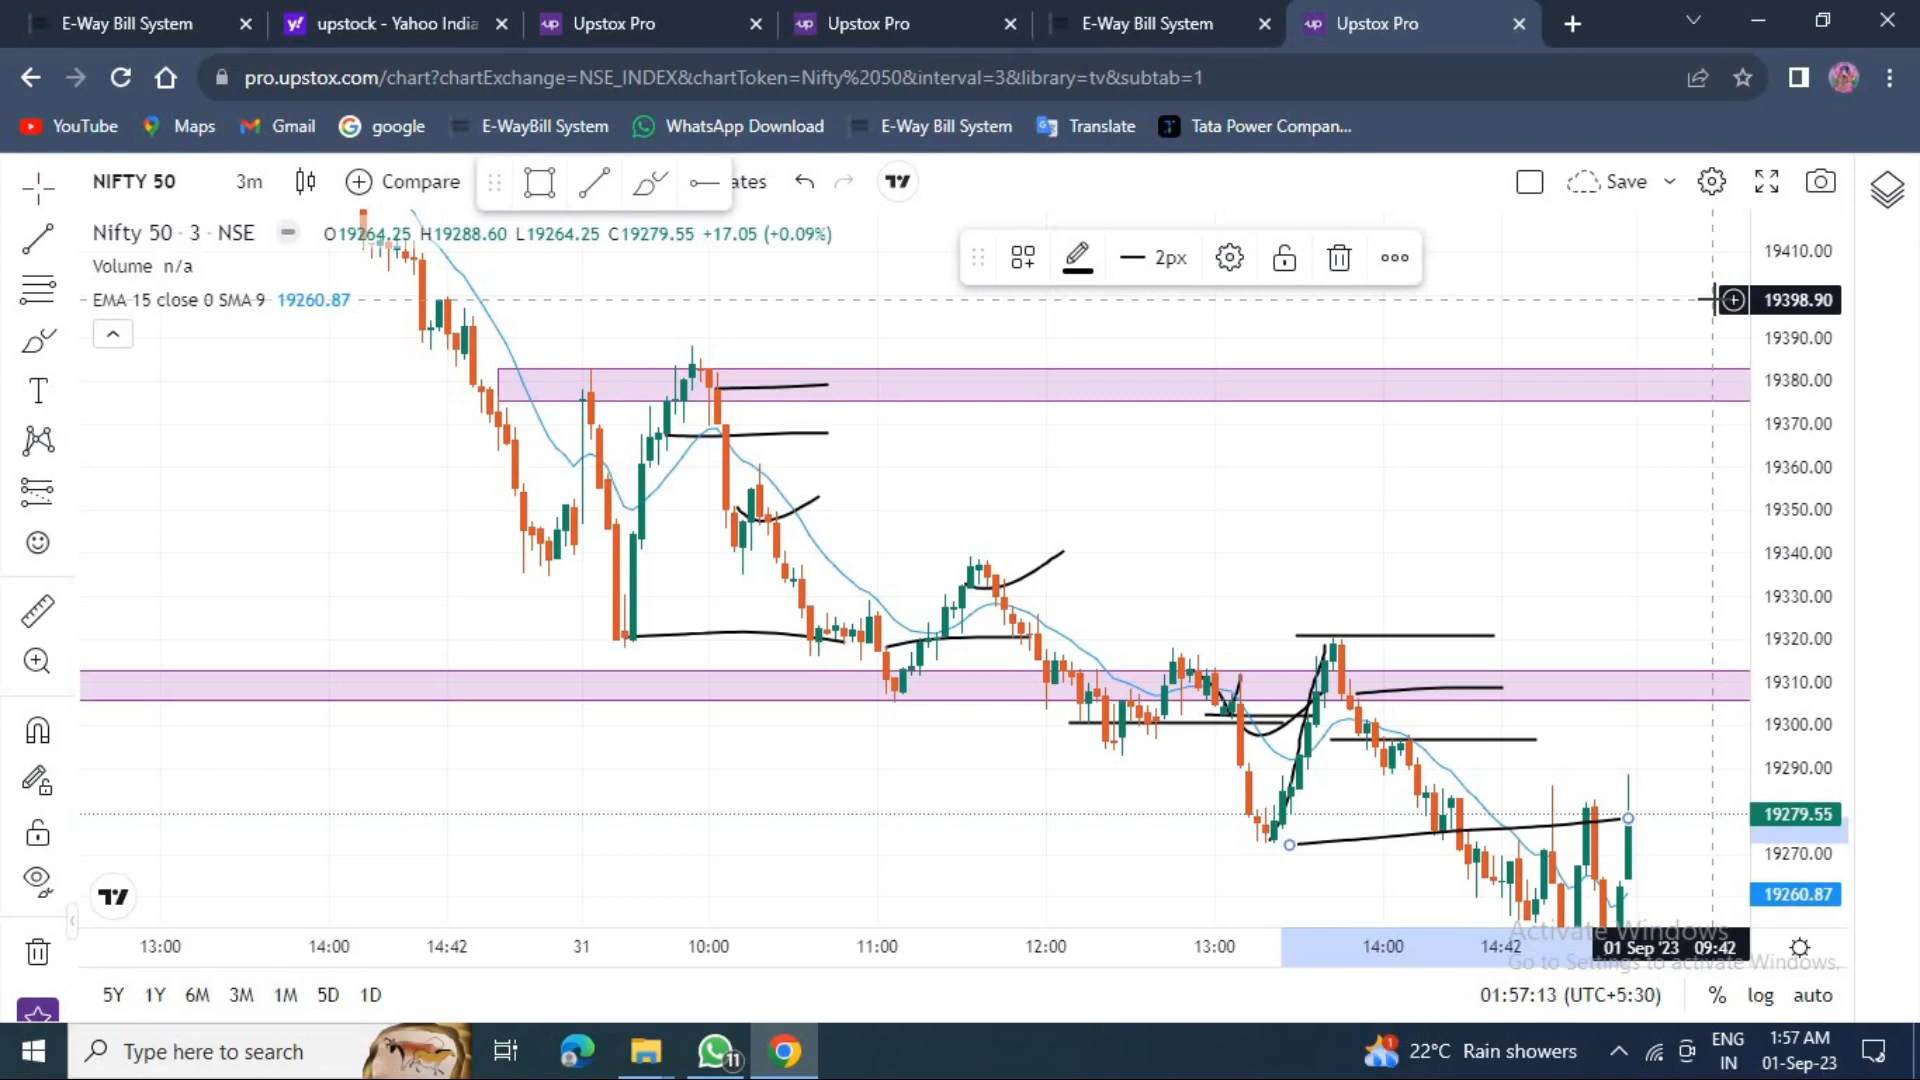 E-Way Bill System
upstock - Yahoo India
Upstox Pro
Upstox Pro
E-Way Bill System
Upstox Pro
pro.upstox.com/chart?chartExchange=NSE_INDEX&chartToken=Nifty%2050&interval=3&library=tv&subtab=1
YouTube
Maps
Gmail
google
E-WayBill System
WhatsApp Download
E-Way Bill System
Translate
Tata Power Compan...
NIFTY 50
3m
Compare
ates
Save
Nifty 50 · 3 · NSE
O19264.25 H19288.60 L19264.25 C19279.55 +17.05 (+0.09%)
Volume n/a
EMA 15 close 0 SMA 9 19260.87
2px
19410.00
19398.90
19390.00
19380.00
19370.00
19360.00
19350.00
19340.00
19330.00
19320.00
19310.00
19300.00
19290.00
19279.55
19270.00
19260.87
Activate Windows
Go to Settings to activate Windows.
13:00
14:00
14:42
31
10:00
11:00
12:00
13:00
14:00
14:42
01 Sep '23 09:42
5Y 1Y 6M 3M 1M 5D 1D
01:57:13 (UTC+5:30)
% log auto
Type here to search
11
1
22°C Rain showers
ENG
IN
1:57 AM
01-Sep-23